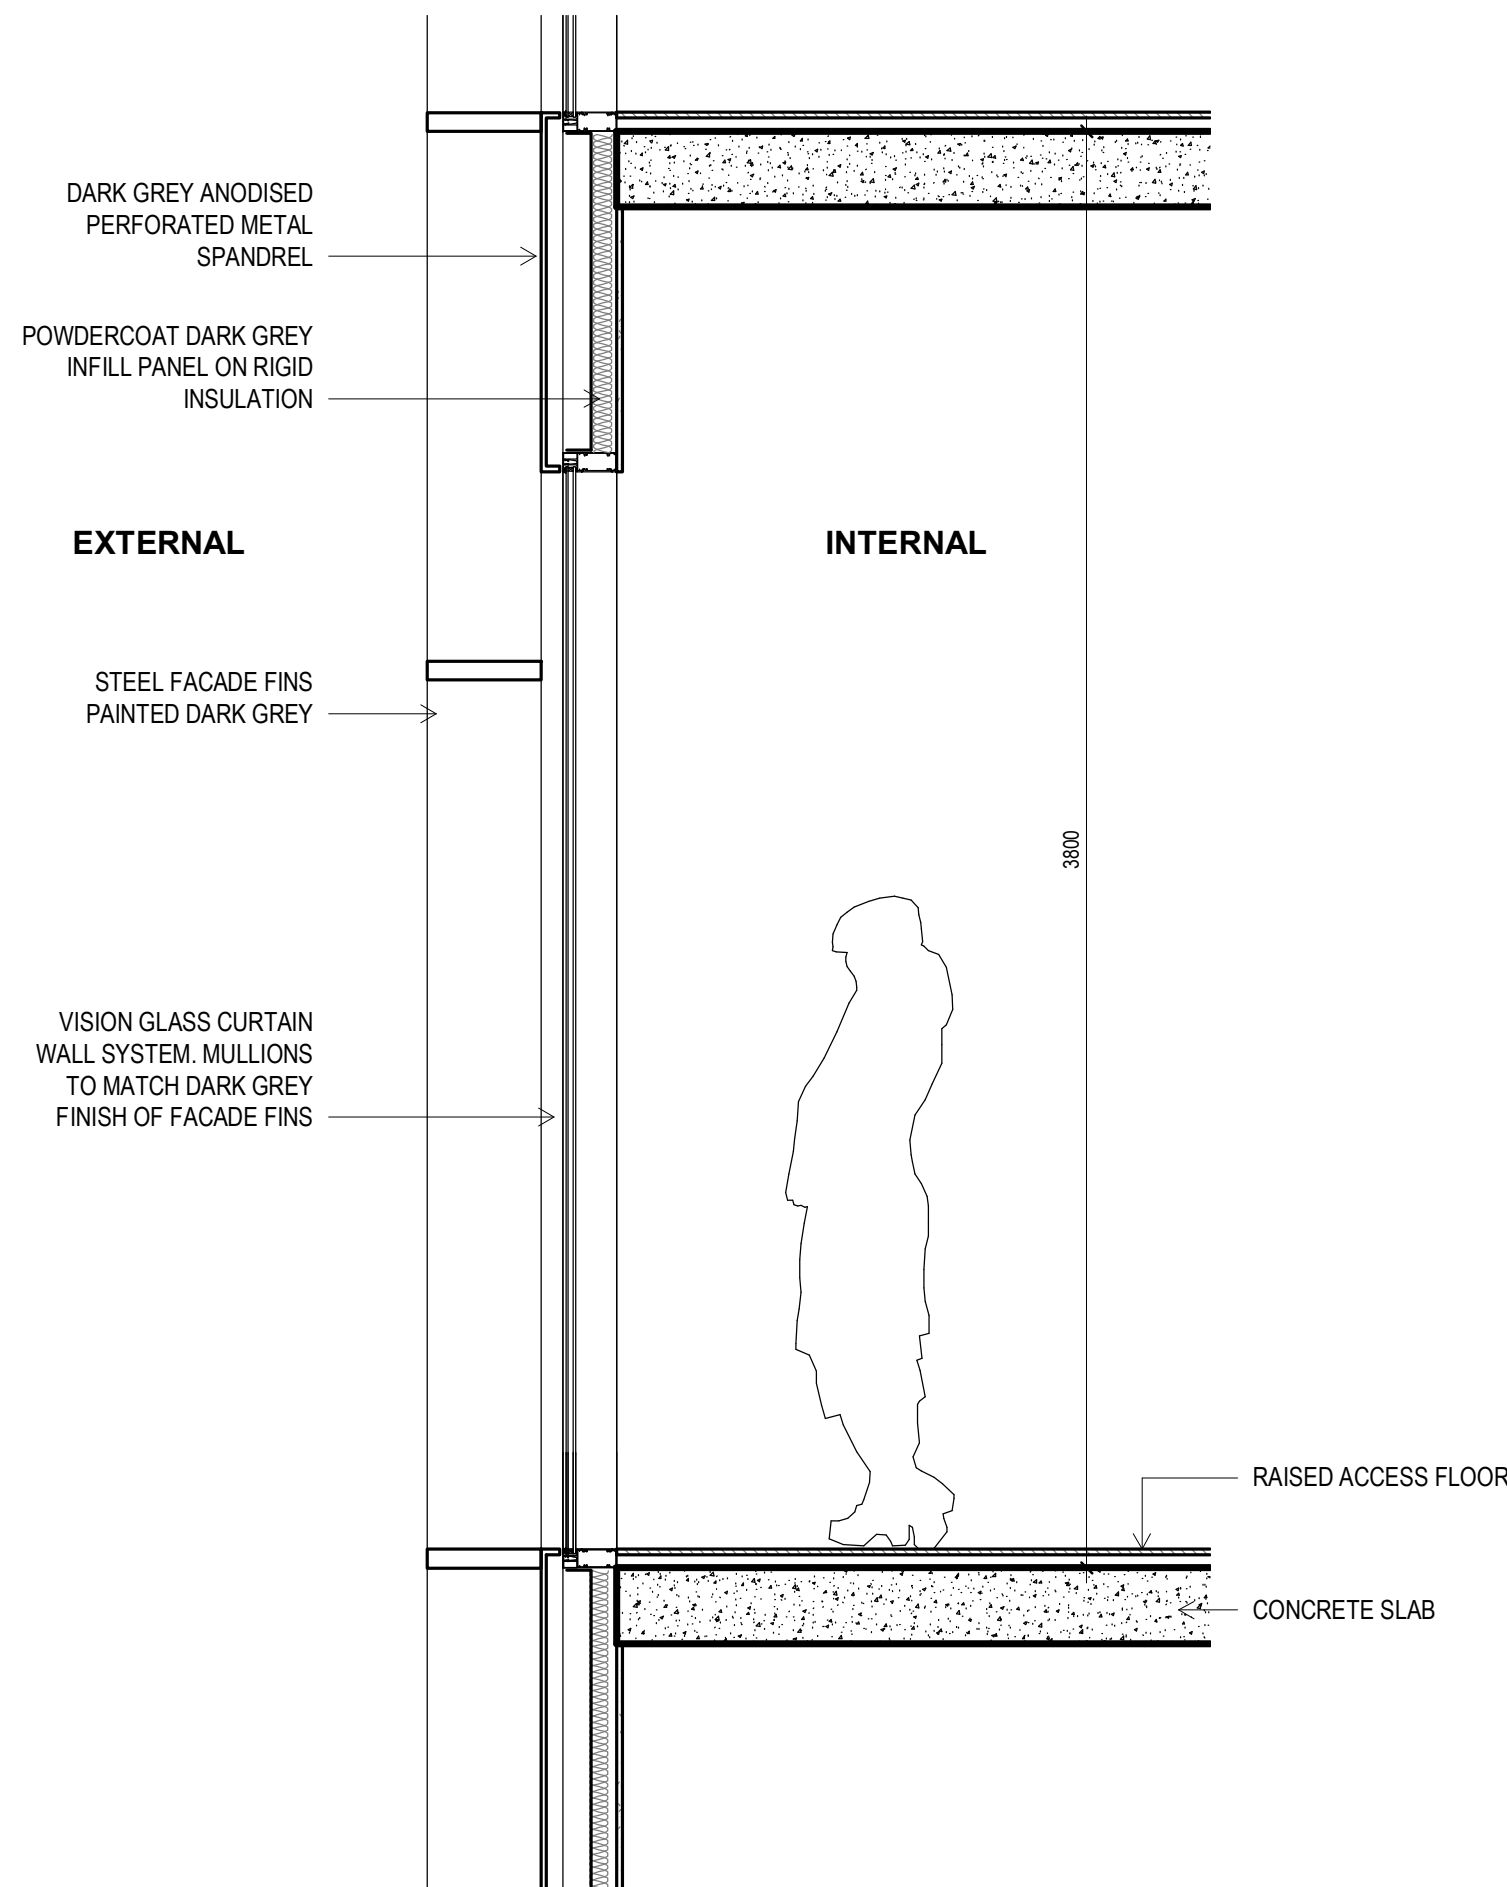 DARK GREY ANODISED
PERFORATED METAL
SPANDREL
POWDERCOAT DARK GREY
INFILL PANEL ON RIGID
INSULATION
EXTERNAL
INTERNAL
STEEL FACADE FINS
PAINTED DARK GREY
3800
VISION GLASS CURTAIN
WALL SYSTEM. MULLIONS
TO MATCH DARK GREY
FINISH OF FACADE FINS
RAISED ACCESS FLOOR
CONCRETE SLAB